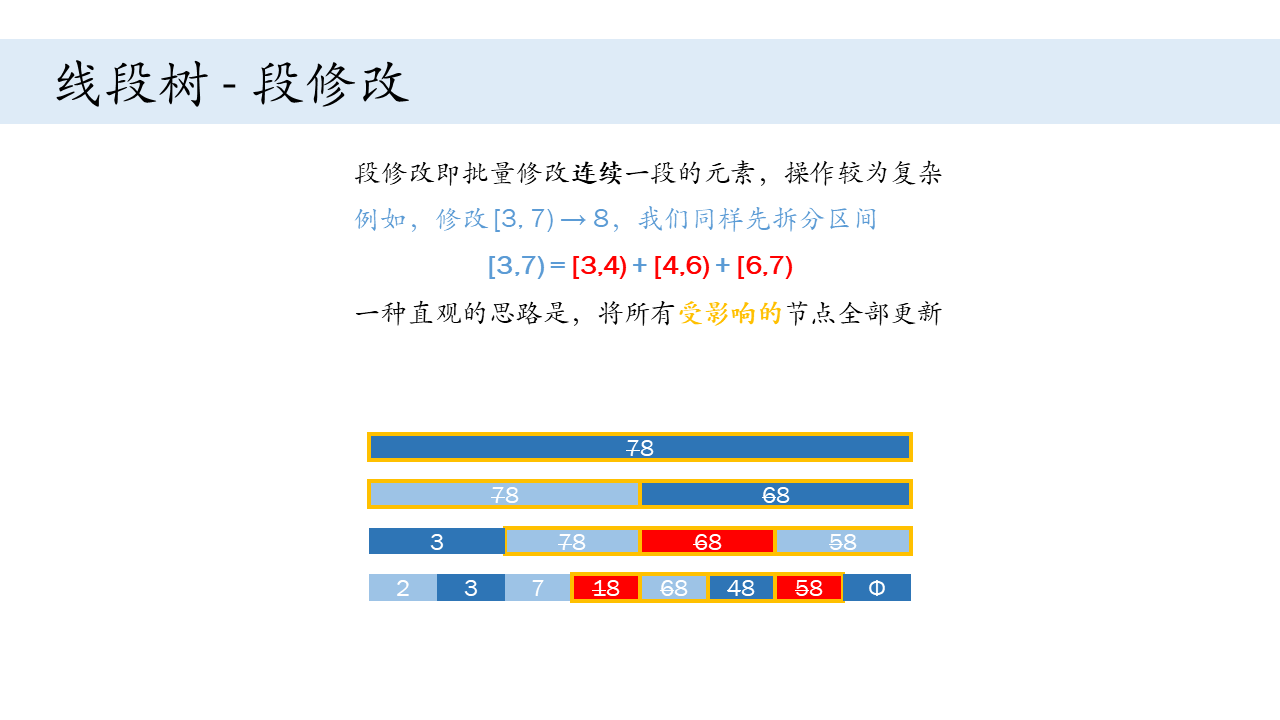 线段树 - 段修改
段修改即批量修改连续一段的元素，操作较为复杂
例如，修改[3, 7) → 8，我们同样先拆分区间
[3,7) = [3,4) + [4,6) + [6,7)
一种直观的思路是，将所有受影响的节点全部更新
78
78 68
3 78 68 58
2 3 7 18 68 48 58 Φ